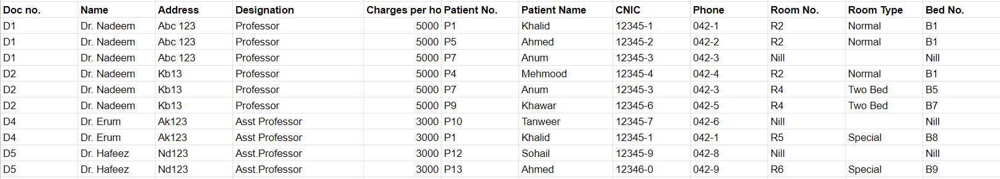 Doc no. Name Address Designation Charges per ho Patient No. Patient Name CNIC Phone Room No. Room Type Bed No.
D1 Dr. Nadeem Abc 123 Professor 5000 P1 Khalid 12345-1 042-1 R2 Normal B1
D1 Dr. Nadeem Abc 123 Professor 5000 P5 Ahmed 12345-2 042-2 R2 Normal B1
D1 Dr. Nadeem Abc 123 Professor 5000 P7 Anum 12345-3 042-3 Nill Nill
D2 Dr. Nadeem Kb13 Professor 5000 P4 Mehmood 12345-4 042-4 R2 Normal B1
D2 Dr. Nadeem Kb13 Professor 5000 P7 Anum 12345-3 042-3 R4 Two Bed B5
D2 Dr. Nadeem Kb13 Professor 5000 P9 Khawar 12345-6 042-5 R4 Two Bed B7
D4 Dr. Erum Ak123 Asst Professor 3000 P10 Tanweer 12345-7 042-6 Nill Nill
D4 Dr. Erum Ak123 Asst Professor 3000 P1 Khalid 12345-1 042-1 R5 Special B8
D5 Dr. Hafeez Nd123 Asst.Professor 3000 P12 Sohail 12345-9 042-8 Nill Nill
D5 Dr. Hafeez Nd123 Asst.Professor 3000 P13 Ahmed 12346-0 042-9 R6 Special B9